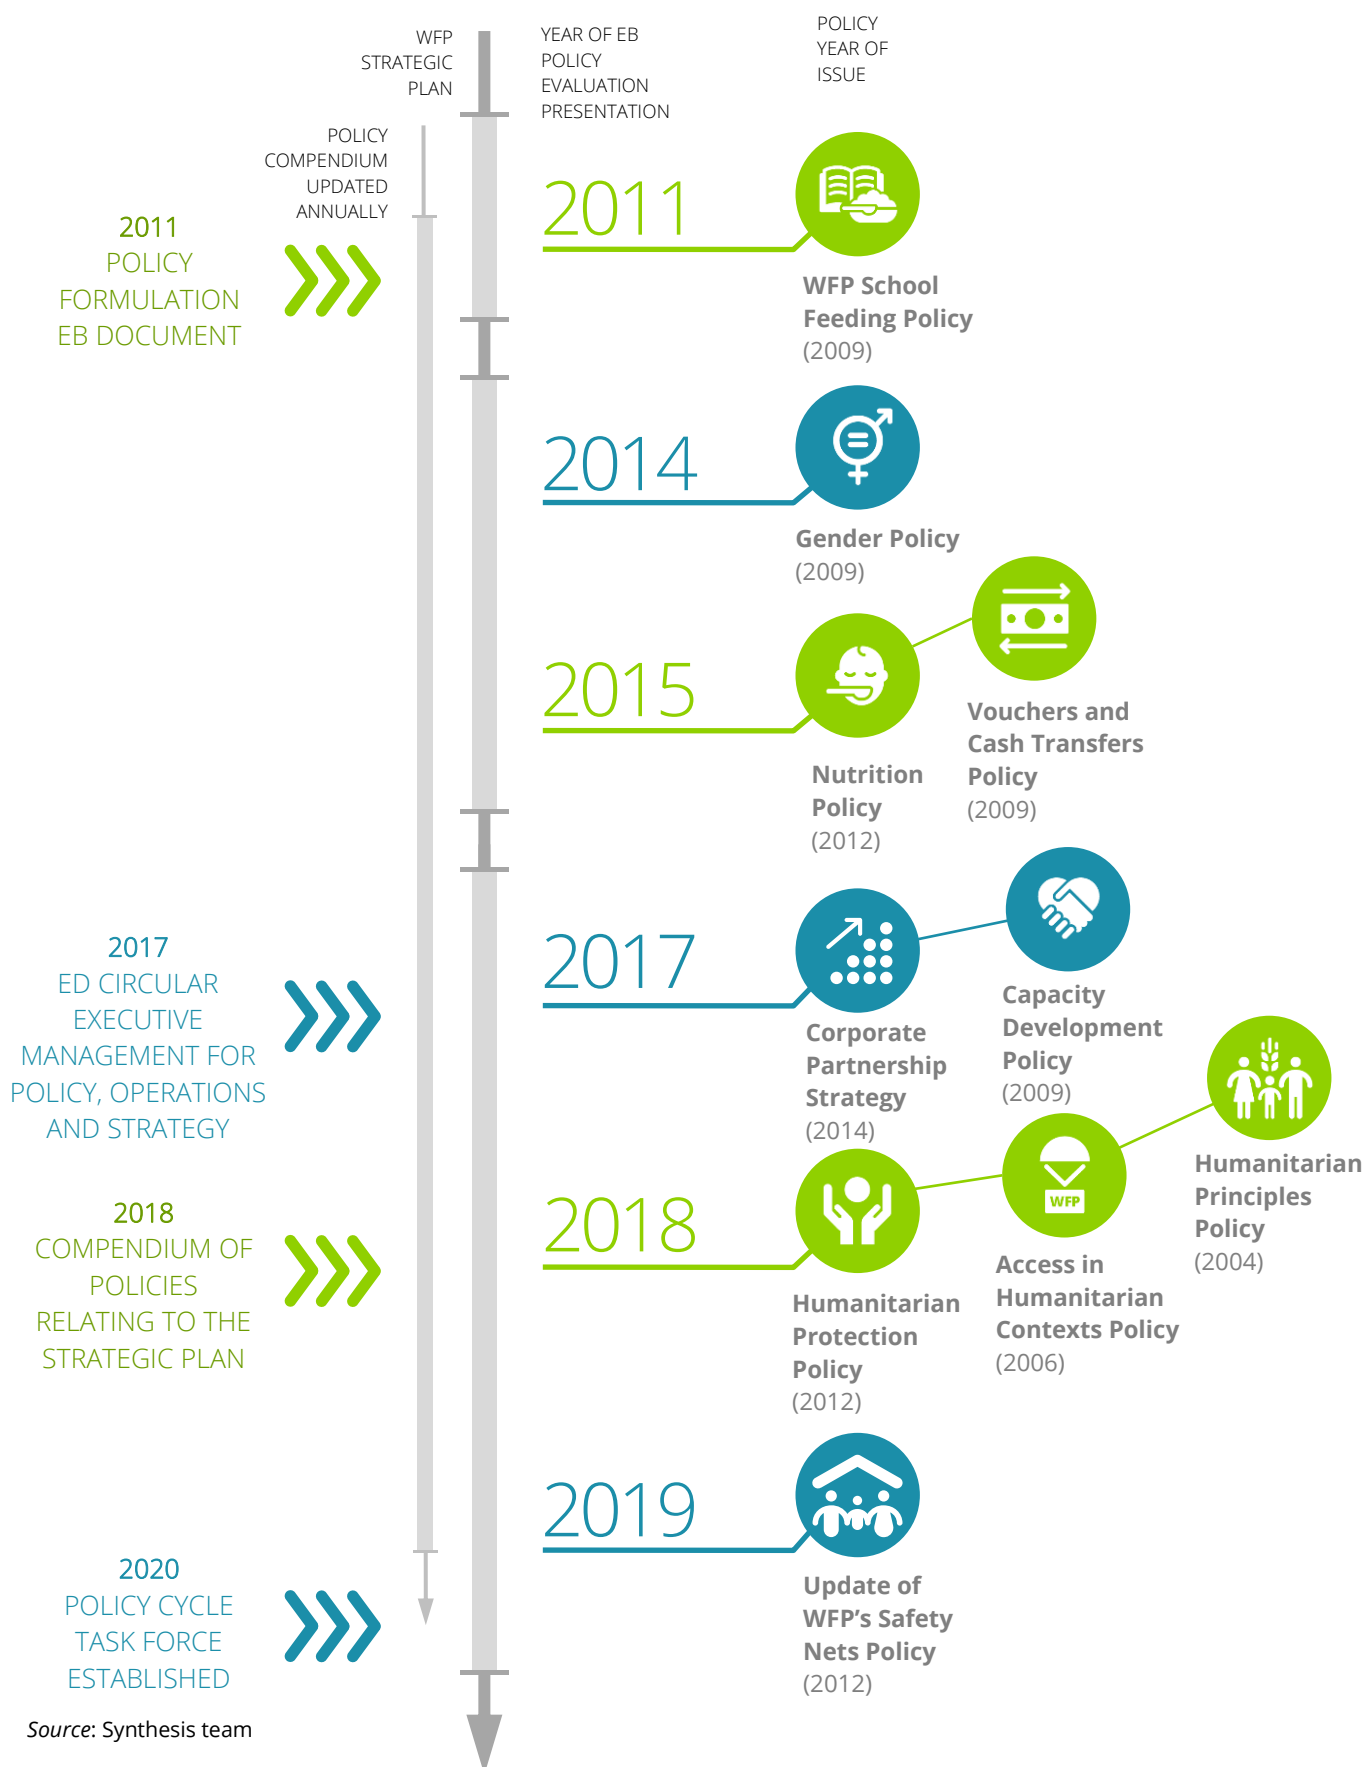 WFP
STRATEGIC
PLAN
YEAR OF EB
POLICY
EVALUATION
PRESENTATION
POLICY
YEAR OF
ISSUE
POLICY
COMPENDIUM
UPDATED
ANNUALLY
2011
POLICY
FORMULATION
EB DOCUMENT
2011
WFP School
Feeding Policy
(2009)
2014
Gender Policy
(2009)
2015
Nutrition
Policy
(2012)
Vouchers and
Cash Transfers
Policy
(2009)
2017
ED CIRCULAR
EXECUTIVE
MANAGEMENT FOR
POLICY, OPERATIONS
AND STRATEGY
2017
Corporate
Partnership
Strategy
(2014)
Capacity
Development
Policy
(2009)
2018
COMPENDIUM OF
POLICIES
RELATING TO THE
STRATEGIC PLAN
2018
Humanitarian
Protection
Policy
(2012)
WFP
Access in
Humanitarian
Contexts Policy
(2006)
Humanitarian
Principles
Policy
(2004)
2019
Update of
WFP’s Safety
Nets Policy
(2012)
2020
POLICY CYCLE
TASK FORCE
ESTABLISHED
Source: Synthesis team